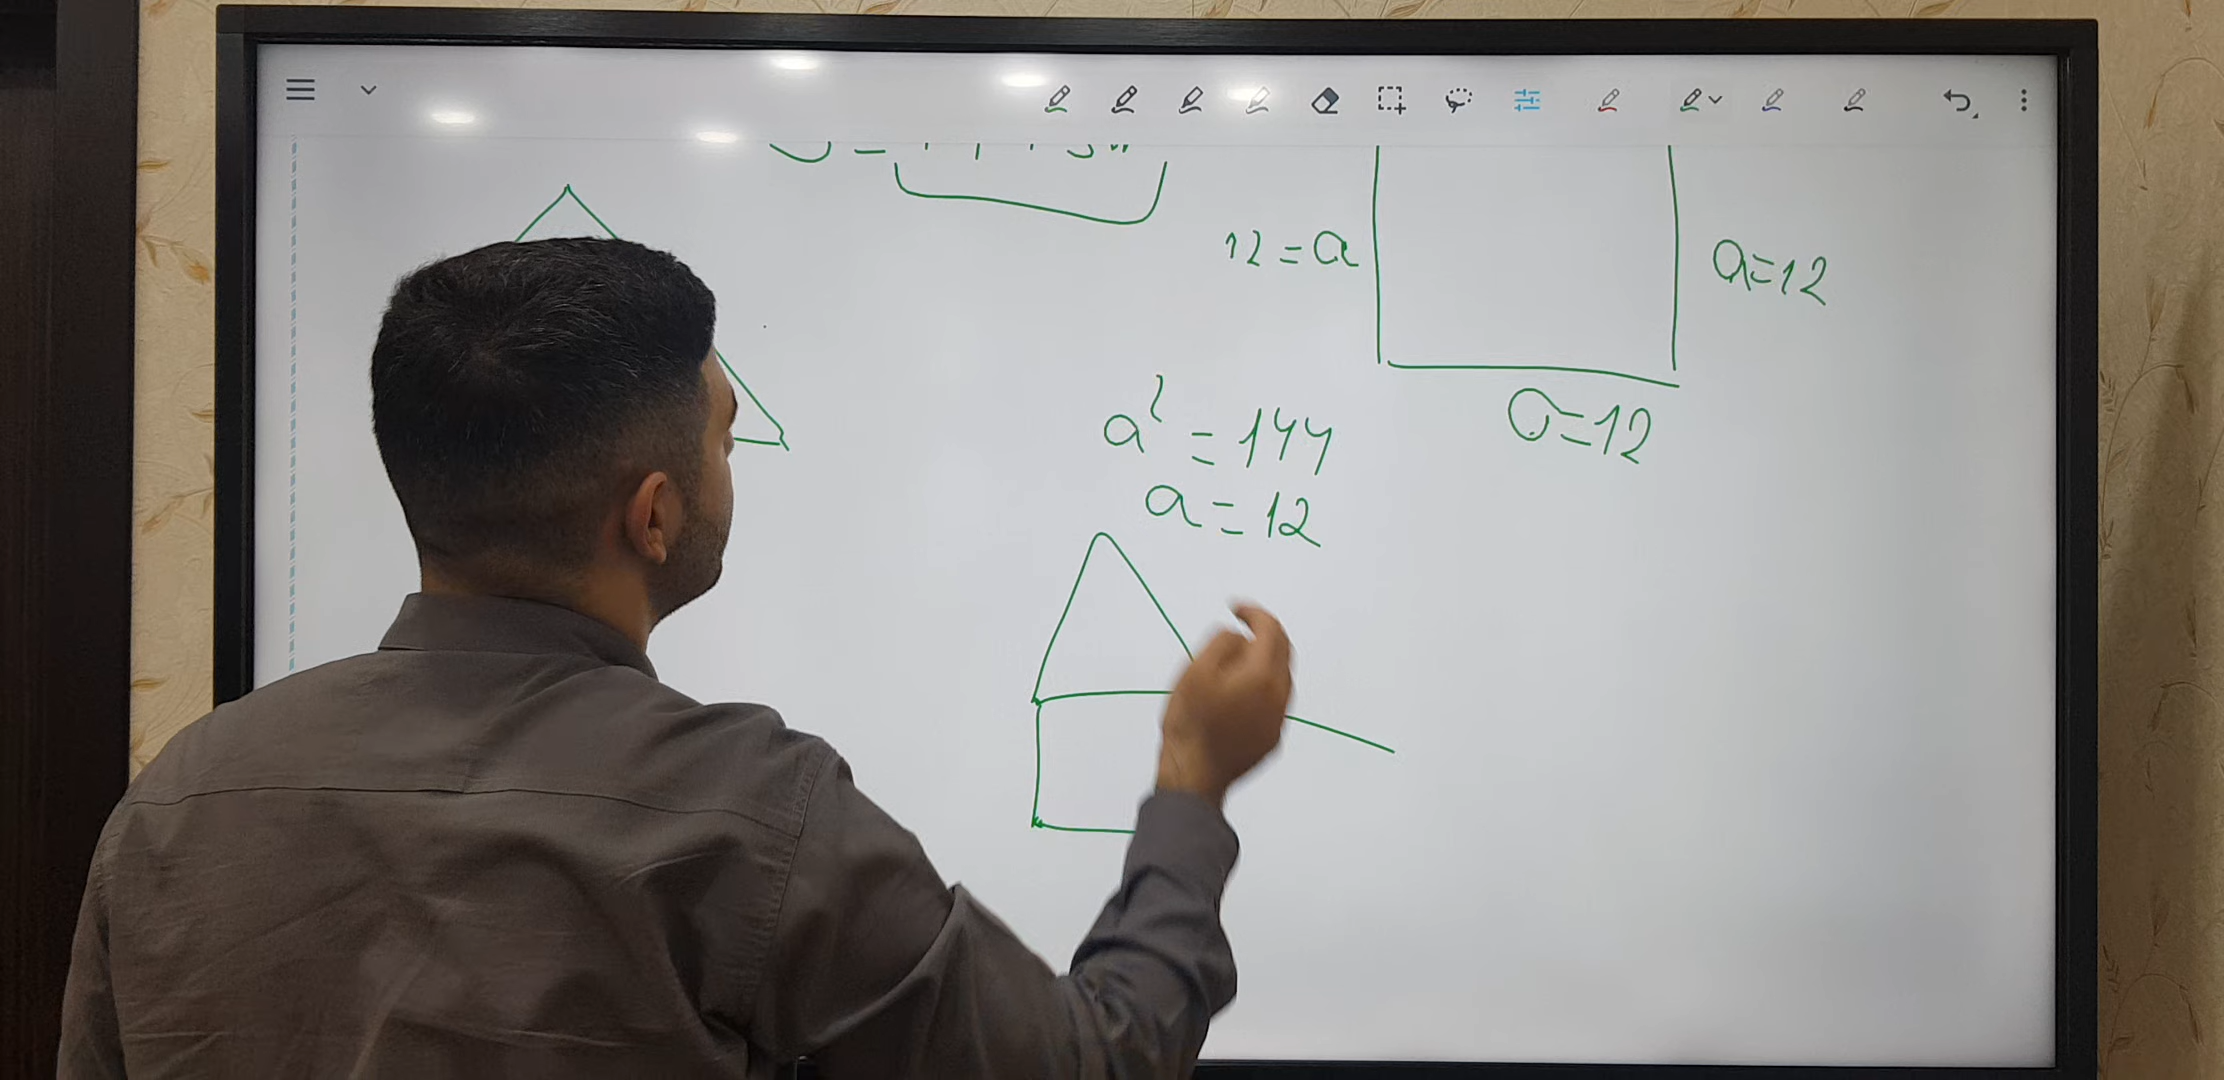 12 = a
a=12
a=12
a² = 144
a = 12